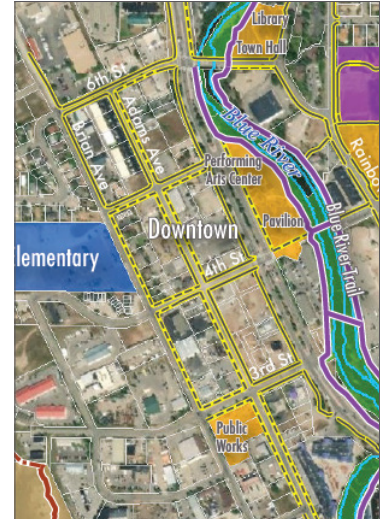 Library
Town Hall
6th St
Adams Ave
Brian Ave
Blue River
Performing
Arts Center
Rainbo
Pavilion
Downtown
Blue River Trail
4th St
lementary
3rd St
Public
Works